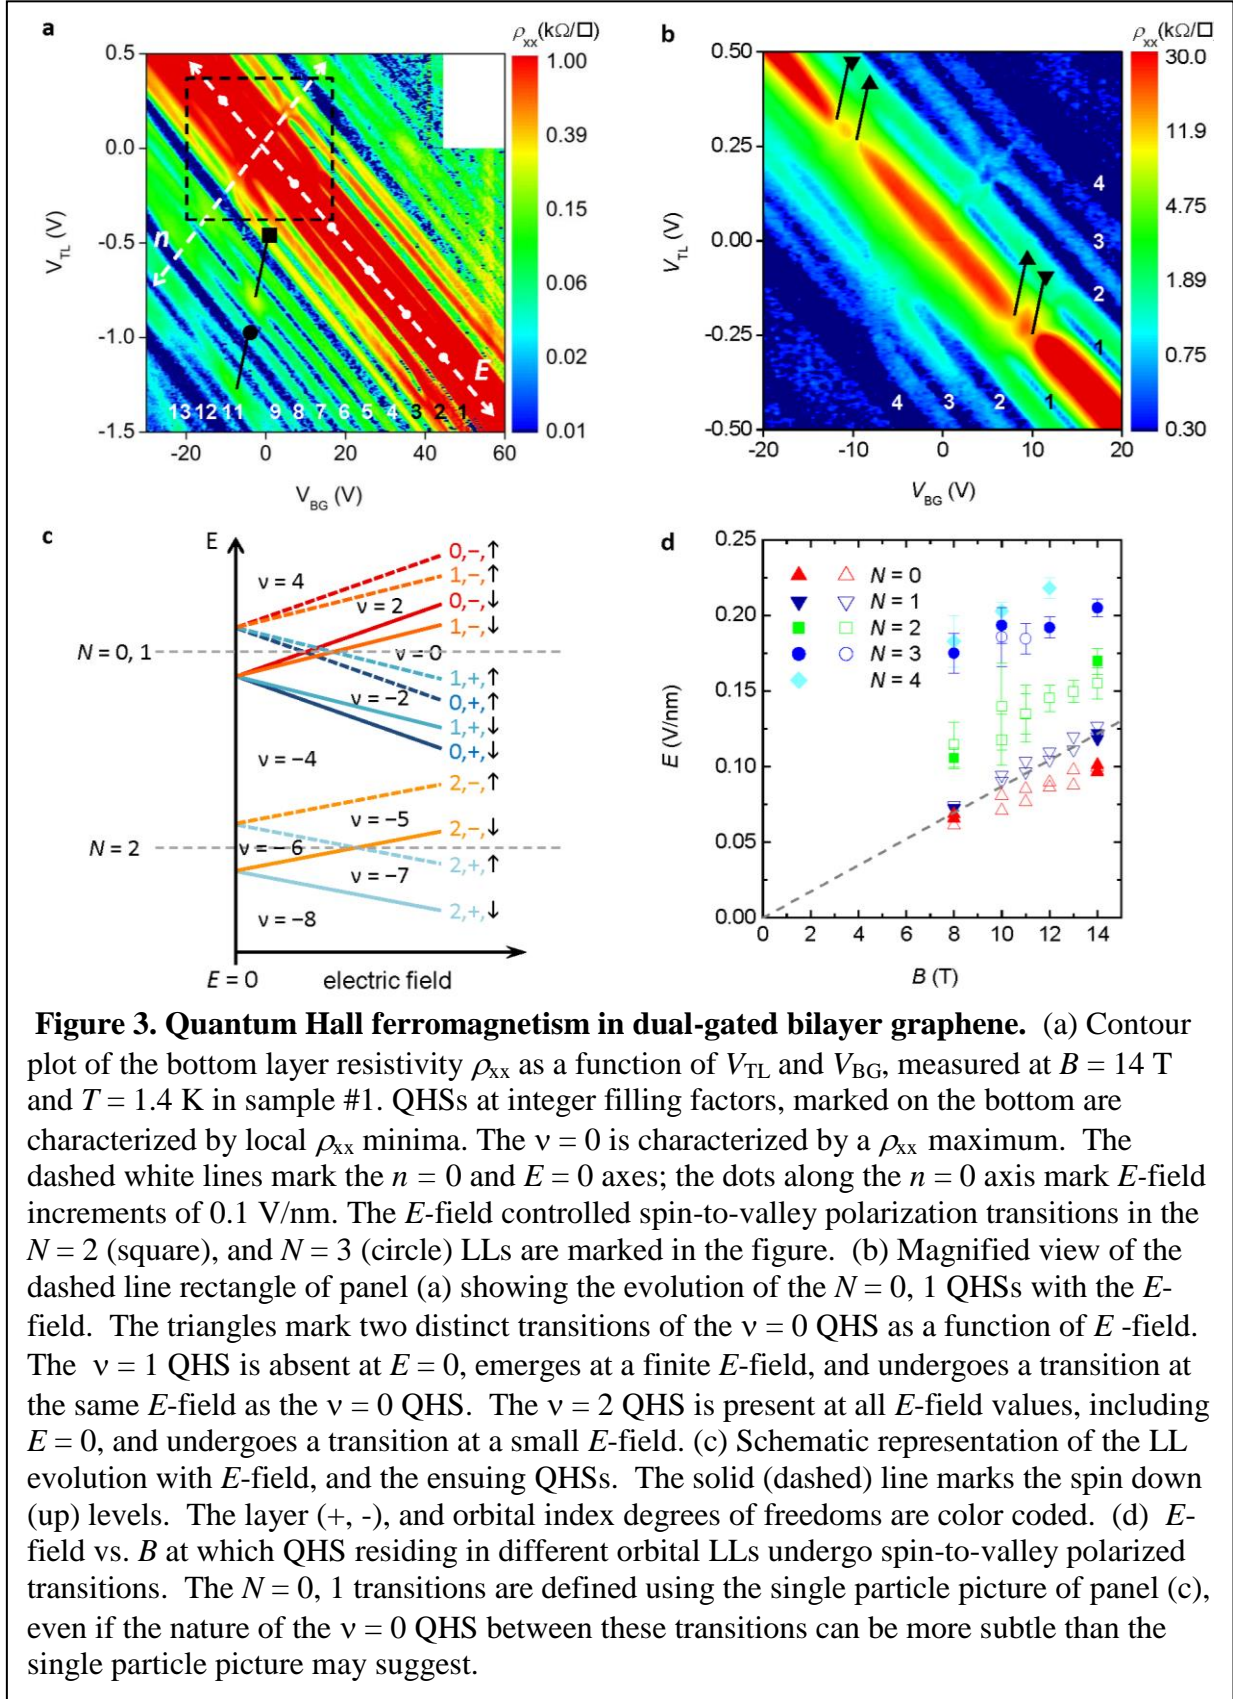 a
ρxx(kΩ/□)
0.5
0.0
-0.5
-1.0
-1.5
VTL (V)
n
E
13 12 11 9 8 7 6 5 4 3 2 1
-20 0 20 40 60
VBG (V)
1.00
0.39
0.15
0.06
0.02
0.01
b
ρxx(kΩ/□
0.50
0.25
0.00
-0.25
-0.50
VTL (V)
4
3
2
1
4 3 2 1
-20 -10 0 10 20
VBG (V)
30.0
11.9
4.75
1.89
0.75
0.30
c
E
0,−,↑
1,−,↑
0,−,↓
1,−,↓
1,+,↑
0,+,↑
1,+,↓
0,+,↓
2,−,↑
2,−,↓
2,+,↑
2,+,↓
ν = 4
ν = 2
ν = 0
ν = −2
ν = −4
ν = −5
ν = −6
ν = −7
ν = −8
N = 0, 1
N = 2
E = 0 electric field
d
0.25
0.20
0.15
0.10
0.05
0.00
E (V/nm)
N = 0
N = 1
N = 2
N = 3
N = 4
0 2 4 6 8 10 12 14
B (T)
Figure 3. Quantum Hall ferromagnetism in dual-gated bilayer graphene. (a) Contour
plot of the bottom layer resistivity ρxx as a function of VTL and VBG, measured at B = 14 T
and T = 1.4 K in sample #1. QHSs at integer filling factors, marked on the bottom are
characterized by local ρxx minima. The ν = 0 is characterized by a ρxx maximum. The
dashed white lines mark the n = 0 and E = 0 axes; the dots along the n = 0 axis mark E-field
increments of 0.1 V/nm. The E-field controlled spin-to-valley polarization transitions in the
N = 2 (square), and N = 3 (circle) LLs are marked in the figure. (b) Magnified view of the
dashed line rectangle of panel (a) showing the evolution of the N = 0, 1 QHSs with the E-
field. The triangles mark two distinct transitions of the ν = 0 QHS as a function of E -field.
The ν = 1 QHS is absent at E = 0, emerges at a finite E-field, and undergoes a transition at
the same E-field as the ν = 0 QHS. The ν = 2 QHS is present at all E-field values, including
E = 0, and undergoes a transition at a small E-field. (c) Schematic representation of the LL
evolution with E-field, and the ensuing QHSs. The solid (dashed) line marks the spin down
(up) levels. The layer (+, -), and orbital index degrees of freedoms are color coded. (d) E-
field vs. B at which QHS residing in different orbital LLs undergo spin-to-valley polarized
transitions. The N = 0, 1 transitions are defined using the single particle picture of panel (c),
even if the nature of the ν = 0 QHS between these transitions can be more subtle than the
single particle picture may suggest.